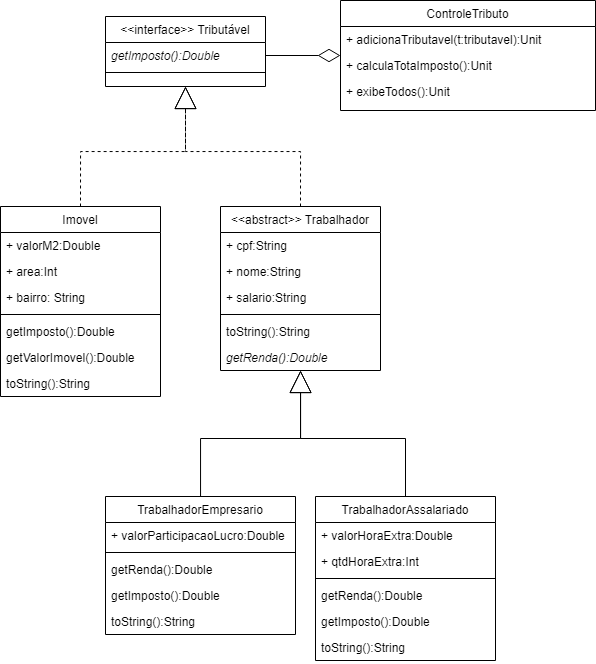 <<interface>> Tributável
getImposto():Double
ControleTributo
+ adicionaTributavel(t:tributavel):Unit
+ calculaTotaImposto():Unit
+ exibeTodos():Unit
Imovel
+ valorM2:Double
+ area:Int
+ bairro: String
getImposto():Double
getValorImovel():Double
toString():String
<<abstract>> Trabalhador
+ cpf:String
+ nome:String
+ salario:String
toString():String
getRenda():Double
TrabalhadorEmpresario
+ valorParticipacaoLucro:Double
getRenda():Double
getImposto():Double
toString():String
TrabalhadorAssalariado
+ valorHoraExtra:Double
+ qtdHoraExtra:Int
getRenda():Double
getImposto():Double
toString():String